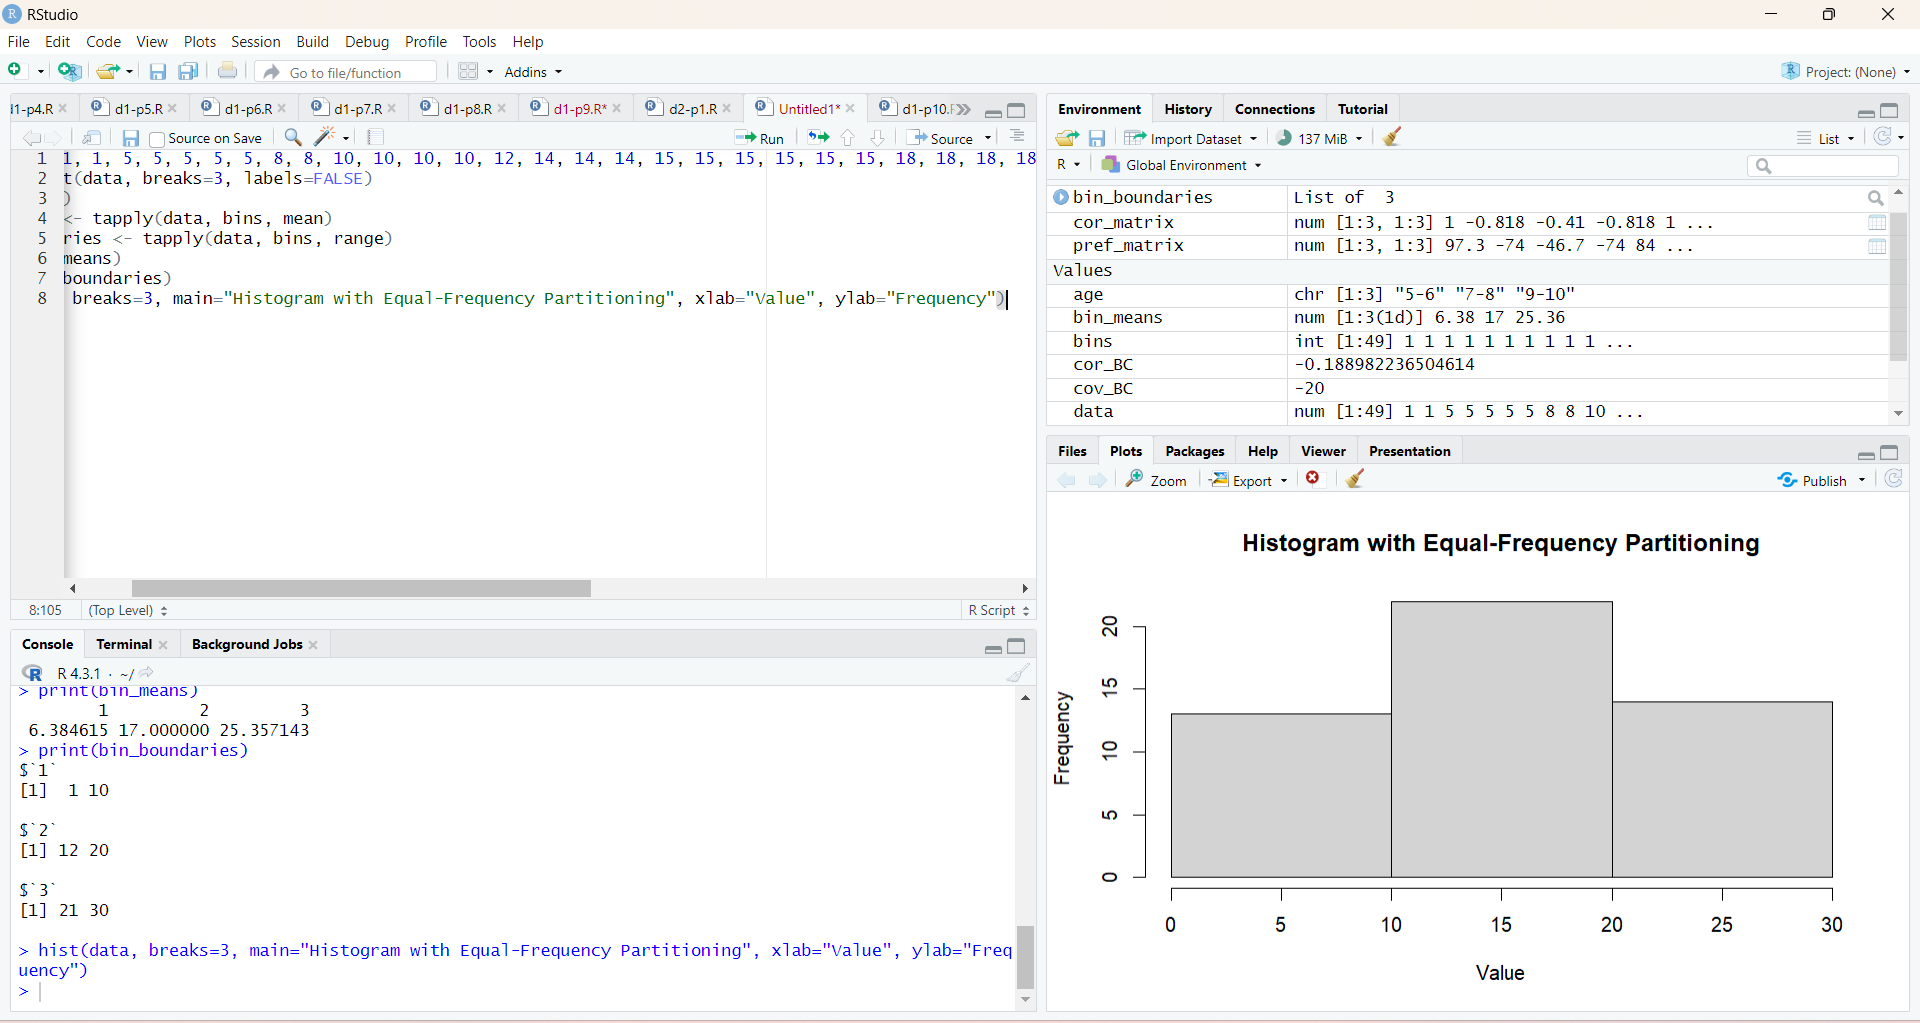 RStudio
File Edit Code View Plots Session Build Debug Profile Tools Help
Go to file/function Addins Project: (None)
d1-p4.R d1-p5.R d1-p6.R d1-p7.R d1-p8.R d1-p9.R* d2-p1.R Untitled1* d1-p10.R
Source on Save Run Source
1 1, 1, 5, 5, 5, 5, 5, 8, 8, 10, 10, 10, 10, 12, 14, 14, 14, 15, 15, 15, 15, 15, 15, 18, 18, 18, 18
2 t(data, breaks=3, labels=FALSE)
3 )
4 <- tapply(data, bins, mean)
5 ries <- tapply(data, bins, range)
6 means)
7 boundaries)
8 breaks=3, main="Histogram with Equal-Frequency Partitioning", xlab="Value", ylab="Frequency")
8:105 (Top Level) R Script
Console Terminal Background Jobs
R 4.3.1 · ~/
> print(bin_means)
1 2 3
6.384615 17.000000 25.357143
> print(bin_boundaries)
$`1`
[1] 1 10
$`2`
[1] 12 20
$`3`
[1] 21 30
> hist(data, breaks=3, main="Histogram with Equal-Frequency Partitioning", xlab="Value", ylab="Freq
uency")
>
Environment History Connections Tutorial
Import Dataset 137 MiB List
R Global Environment
bin_boundaries List of 3
cor_matrix num [1:3, 1:3] 1 -0.818 -0.41 -0.818 1 ...
pref_matrix num [1:3, 1:3] 97.3 -74 -46.7 -74 84 ...
Values
age chr [1:3] "5-6" "7-8" "9-10"
bin_means num [1:3(1d)] 6.38 17 25.36
bins int [1:49] 1 1 1 1 1 1 1 1 1 1 ...
cor_BC -0.188982236504614
cov_BC -20
data num [1:49] 1 1 5 5 5 5 5 8 8 10 ...
Files Plots Packages Help Viewer Presentation
Zoom Export Publish
Histogram with Equal-Frequency Partitioning
Frequency
20
15
10
5
0
0 5 10 15 20 25 30
Value